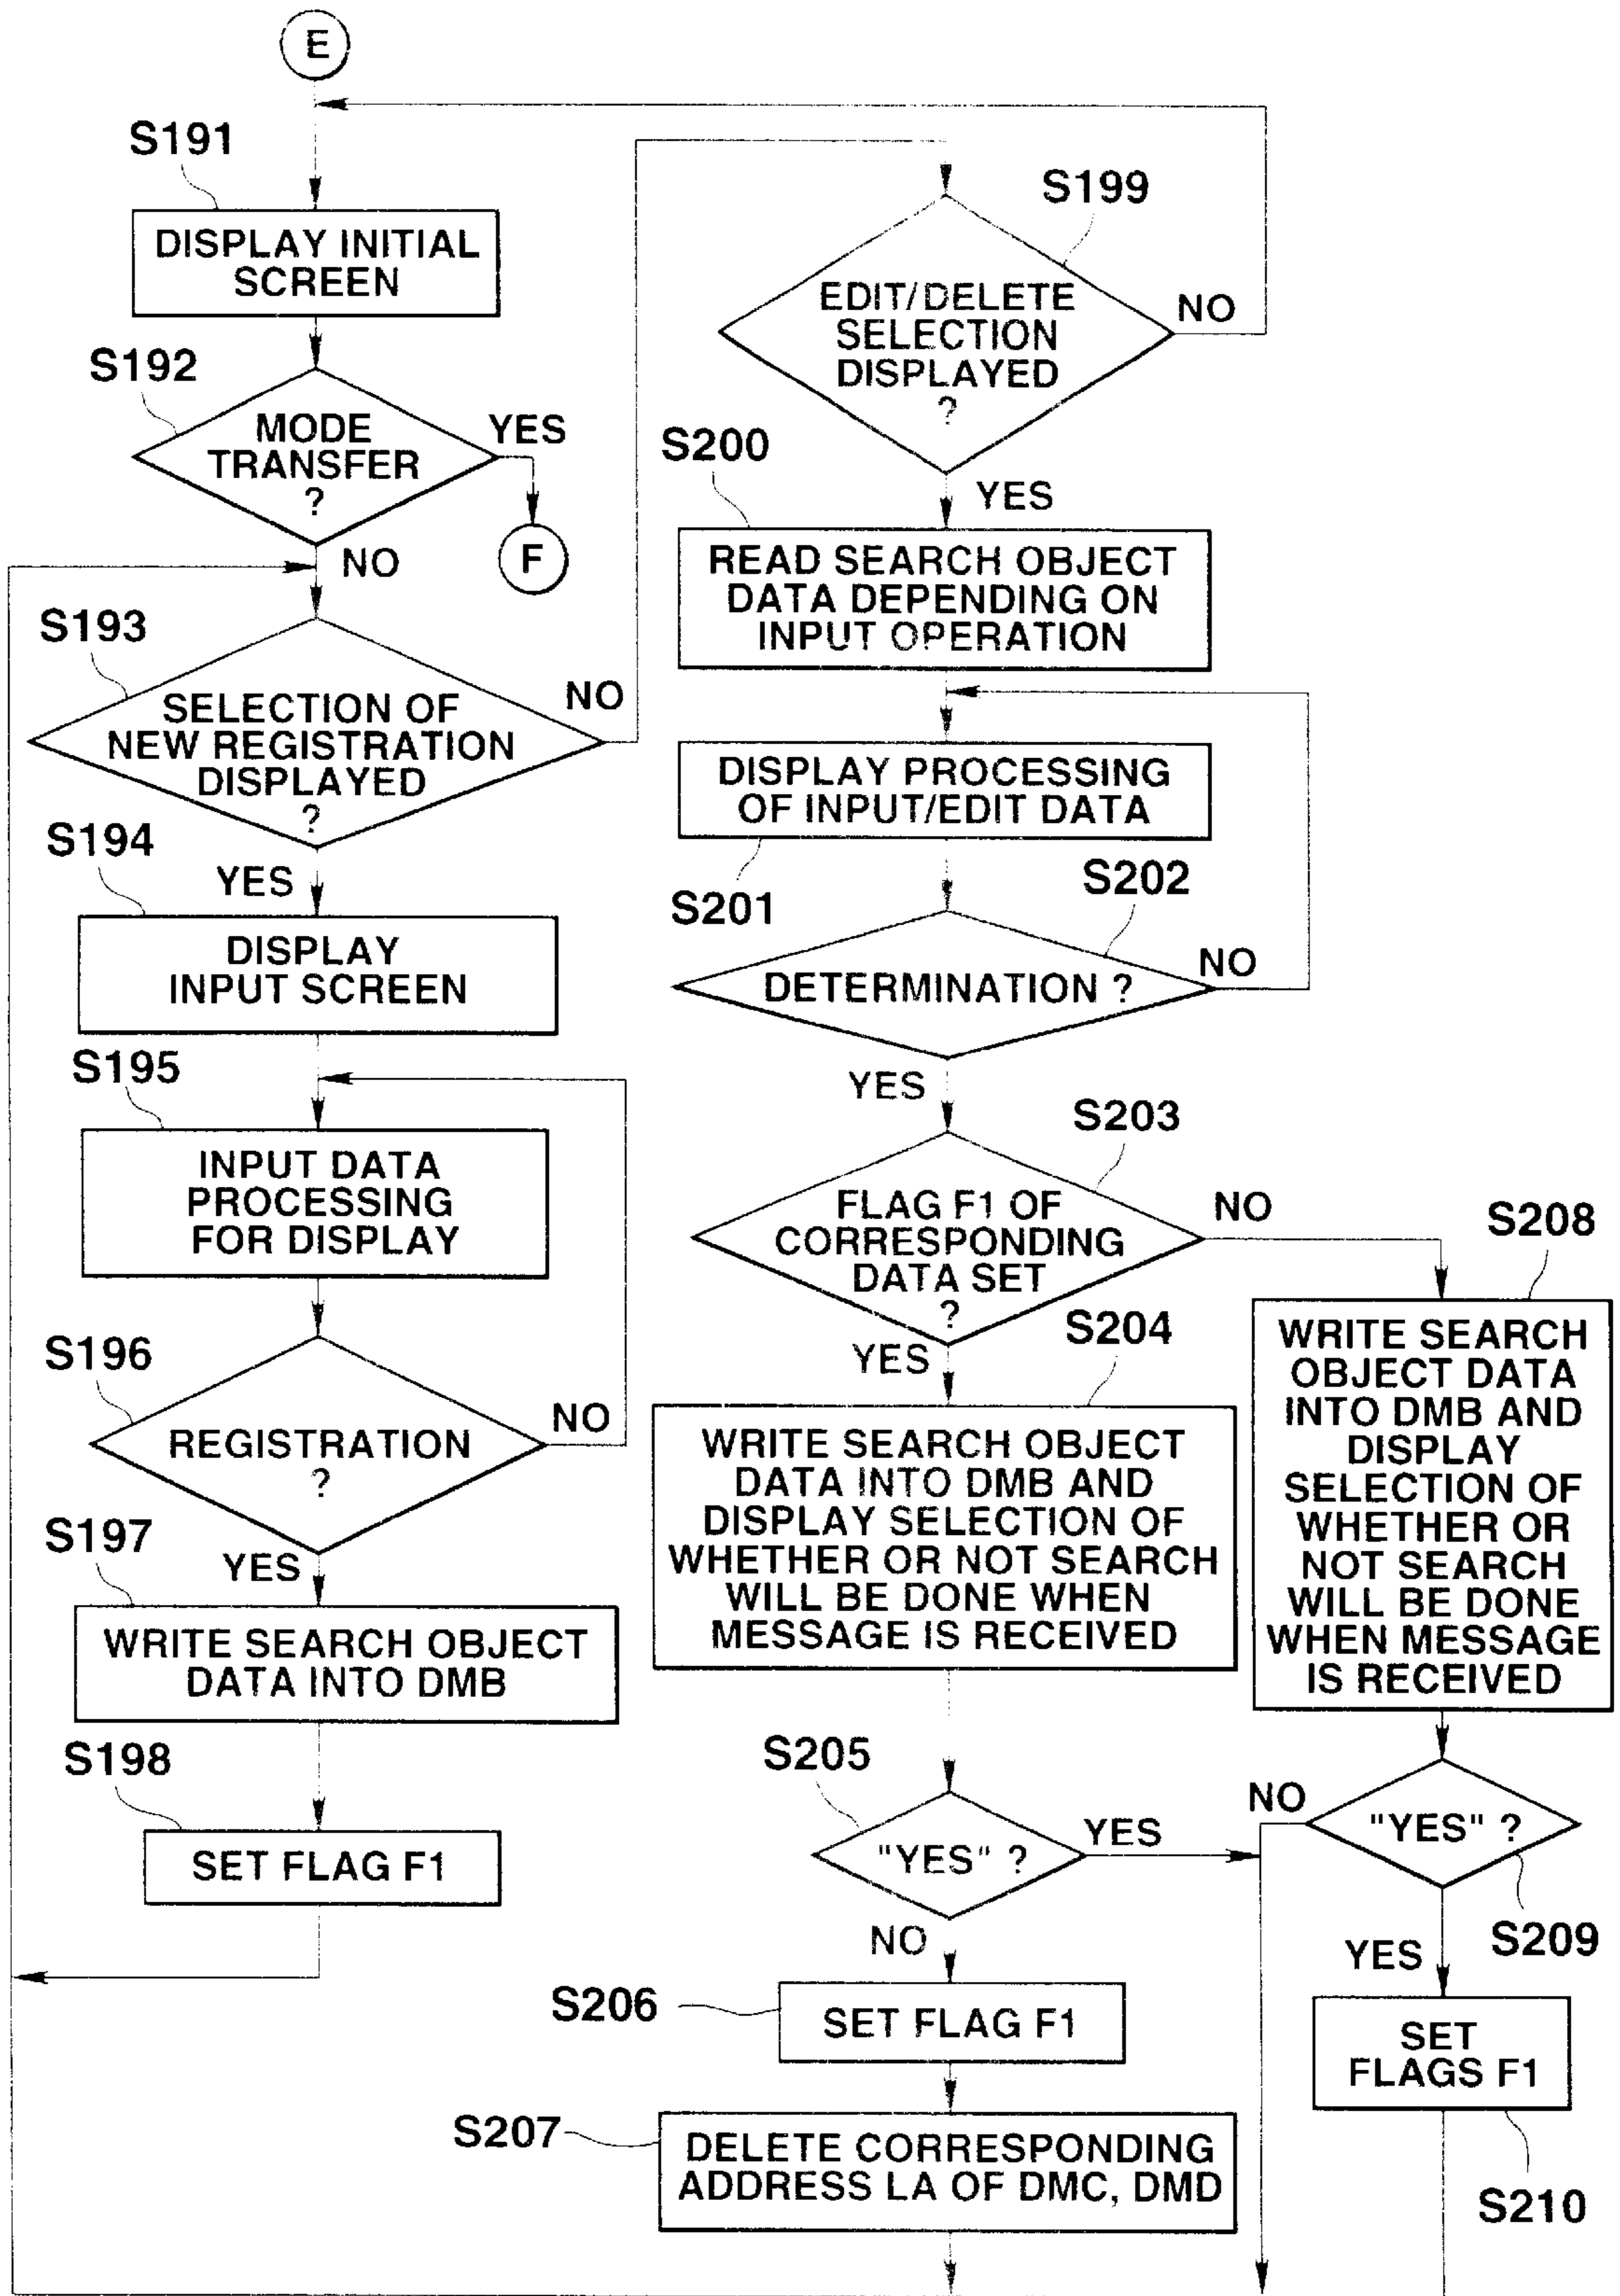 E
S191
DISPLAY INITIAL
SCREEN
S192
MODE
TRANSFER
?
YES
F
NO
S193
SELECTION OF
NEW REGISTRATION
DISPLAYED
?
NO
S194
YES
DISPLAY
INPUT SCREEN
S195
INPUT DATA
PROCESSING
FOR DISPLAY
S196
REGISTRATION
?
NO
S197
YES
WRITE SEARCH OBJECT
DATA INTO DMB
S198
SET FLAG F1
S199
EDIT/DELETE
SELECTION
DISPLAYED
?
NO
S200
YES
READ SEARCH OBJECT
DATA DEPENDING ON
INPUT OPERATION
DISPLAY PROCESSING
OF INPUT/EDIT DATA
S201
S202
DETERMINATION ?
NO
YES
S203
FLAG F1 OF
CORRESPONDING
DATA SET
?
NO
YES
S204
WRITE SEARCH OBJECT
DATA INTO DMB AND
DISPLAY SELECTION OF
WHETHER OR NOT SEARCH
WILL BE DONE WHEN
MESSAGE IS RECEIVED
S205
"YES" ?
YES
NO
S206
SET FLAG F1
S207
DELETE CORRESPONDING
ADDRESS LA OF DMC, DMD
S208
WRITE SEARCH
OBJECT DATA
INTO DMB AND
DISPLAY
SELECTION OF
WHETHER OR
NOT SEARCH
WILL BE DONE
WHEN MESSAGE
IS RECEIVED
NO
"YES" ?
S209
YES
SET
FLAGS F1
S210